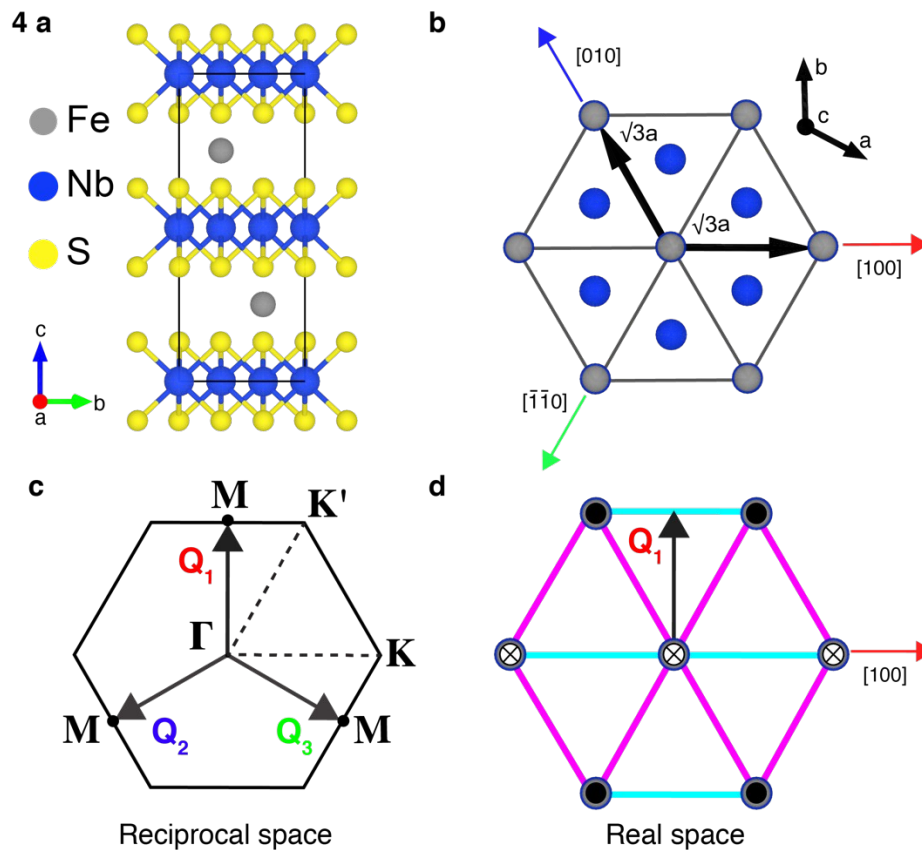 4 a
Fe
Nb
S
c
a
b
b
[010]
√3a
√3a
[100]
[1̄1̄0]
b
c
a
c
M
K'
Q₁
Γ
K
M
Q₂
Q₃
M
Reciprocal space
d
Q₁
[100]
Real space